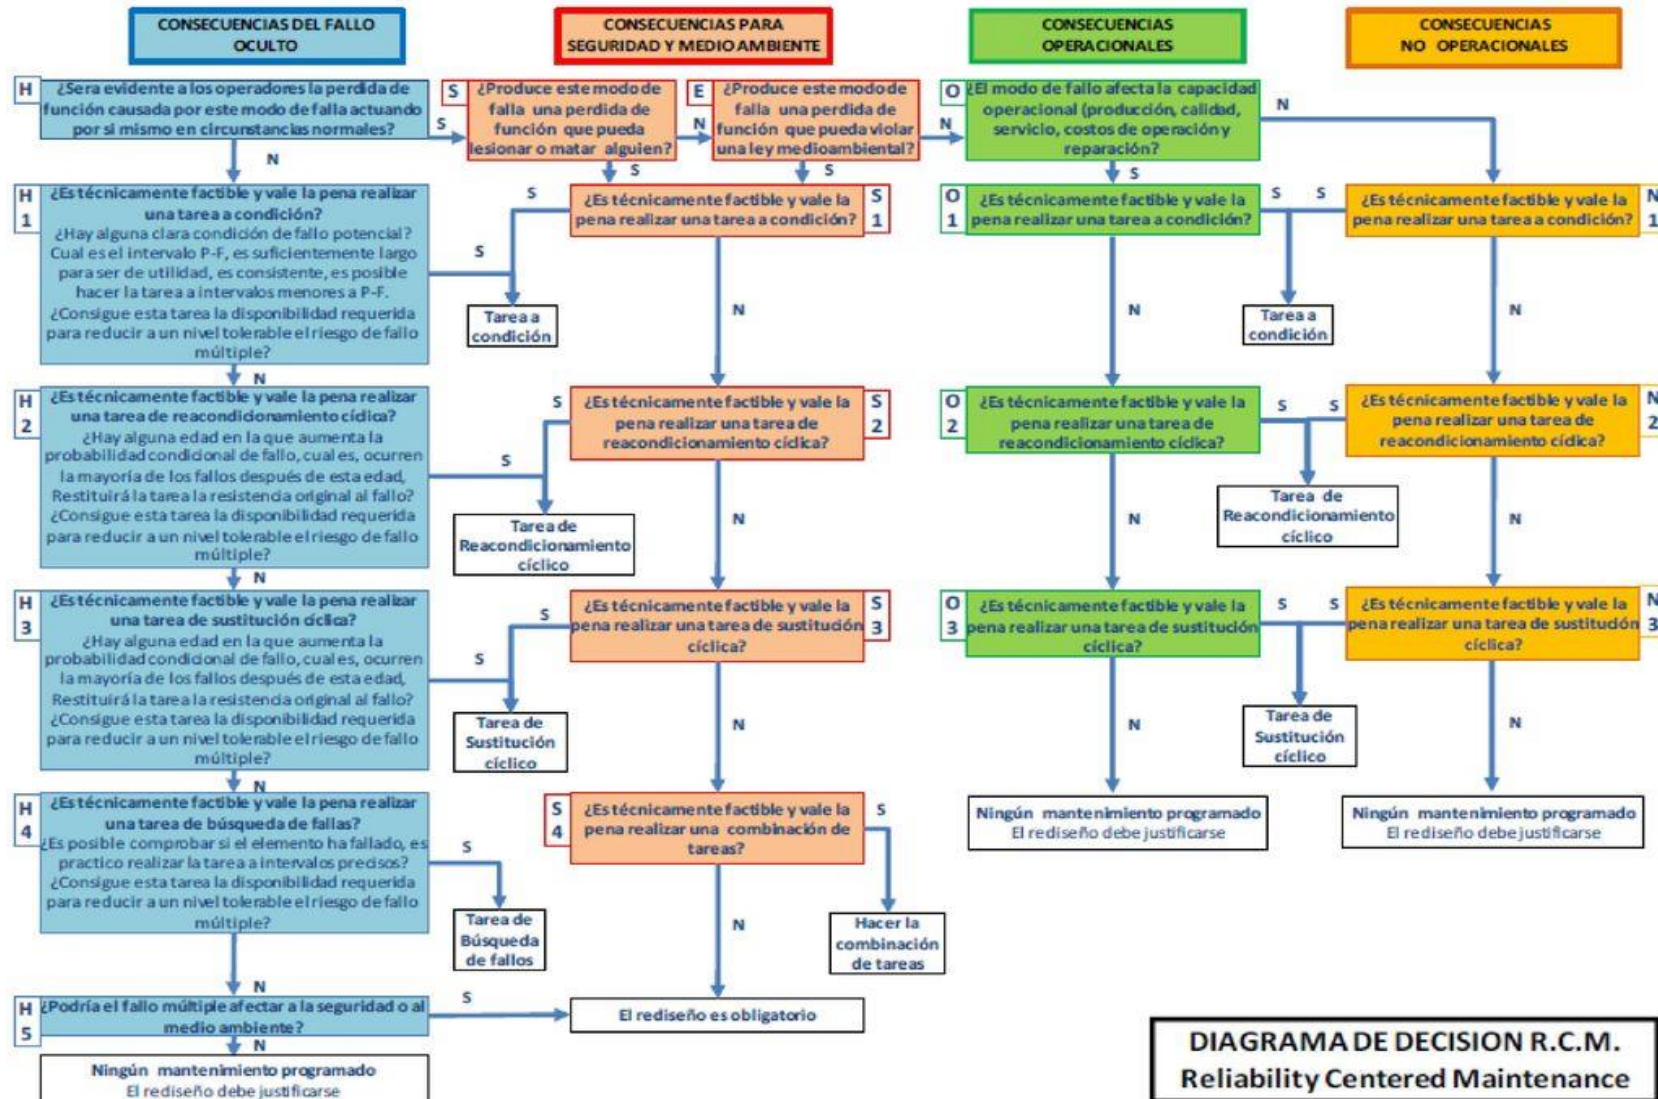 CONSECUENCIAS DEL FALLO
OCULTO
CONSECUENCIAS PARA
SEGURIDAD Y MEDIO AMBIENTE
CONSECUENCIAS
OPERACIONALES
CONSECUENCIAS
NO OPERACIONALES
H
¿Sera evidente a los operadores la perdida de
función causada por este modo de falla actuando
por si mismo en circunstancias normales?
S
N
S
¿Produce este modo de
falla una perdida de
función que pueda
lesionar o matar alguien?
N
S
E
¿Produce este modo de
falla una perdida de
función que pueda violar
una ley medioambiental?
N
S
O
¿El modo de fallo afecta la capacidad
operacional (producción, calidad,
servicio, costos de operación y
reparación?
N
S
H
1
¿Es técnicamente factible y vale la pena realizar
una tarea a condición?
¿Hay alguna clara condición de fallo potencial?
Cual es el intervalo P-F, es suficientemente largo
para ser de utilidad, es consistente, es posible
hacer la tarea a intervalos menores a P-F.
¿Consigue esta tarea la disponibilidad requerida
para reducir a un nivel tolerable el riesgo de fallo
múltiple?
S
N
S
¿Es técnicamente factible y vale la
pena realizar una tarea a condición?
S
1
N
Tarea a
condición
O
1
¿Es técnicamente factible y vale la
pena realizar una tarea a condición?
S
N
S
¿Es técnicamente factible y vale la
pena realizar una tarea a condición?
N
1
N
Tarea a
condición
H
2
¿Es técnicamente factible y vale la pena realizar
una tarea de reacondicionamiento cíclica?
¿Hay alguna edad en la que aumenta la
probabilidad condicional de fallo, cual es, ocurren
la mayoría de los fallos después de esta edad,
Restituirá la tarea la resistencia original al fallo?
¿Consigue esta tarea la disponibilidad requerida
para reducir a un nivel tolerable el riesgo de fallo
múltiple?
S
N
S
¿Es técnicamente factible y vale la
pena realizar una tarea de
reacondicionamiento cíclica?
S
2
N
Tarea de
Reacondicionamiento
cíclico
O
2
¿Es técnicamente factible y vale la
pena realizar una tarea de
reacondicionamiento cíclica?
S
N
S
¿Es técnicamente factible y vale la
pena realizar una tarea de
reacondicionamiento cíclica?
N
2
N
Tarea de
Reacondicionamiento
cíclico
H
3
¿Es técnicamente factible y vale la pena realizar
una tarea de sustitución cíclica?
¿Hay alguna edad en la que aumenta la
probabilidad condicional de fallo, cual es, ocurren
la mayoría de los fallos después de esta edad,
Restituirá la tarea la resistencia original al fallo?
¿Consigue esta tarea la disponibilidad requerida
para reducir a un nivel tolerable el riesgo de fallo
múltiple?
S
N
S
¿Es técnicamente factible y vale la
pena realizar una tarea de sustitución
cíclica?
S
3
N
Tarea de
Sustitución
cíclico
O
3
¿Es técnicamente factible y vale la
pena realizar una tarea de sustitución
cíclica?
S
N
S
¿Es técnicamente factible y vale la
pena realizar una tarea de sustitución
cíclica?
N
3
N
Tarea de
Sustitución
cíclico
H
4
¿Es técnicamente factible y vale la pena realizar
una tarea de búsqueda de fallas?
¿Es posible comprobar si el elemento ha fallado, es
practico realizar la tarea a intervalos precisos?
¿Consigue esta tarea la disponibilidad requerida
para reducir a un nivel tolerable el riesgo de fallo
múltiple?
S
N
Tarea de
Búsqueda
de fallos
S
4
¿Es técnicamente factible y vale la
pena realizar una combinación de
tareas?
S
N
Hacer la
combinación
de tareas
Ningún mantenimiento programado
El rediseño debe justificarse
Ningún mantenimiento programado
El rediseño debe justificarse
H
5
¿Podría el fallo múltiple afectar a la seguridad o al
medio ambiente?
S
N
El rediseño es obligatorio
Ningún mantenimiento programado
El rediseño debe justificarse
DIAGRAMA DE DECISION R.C.M.
Reliability Centered Maintenance